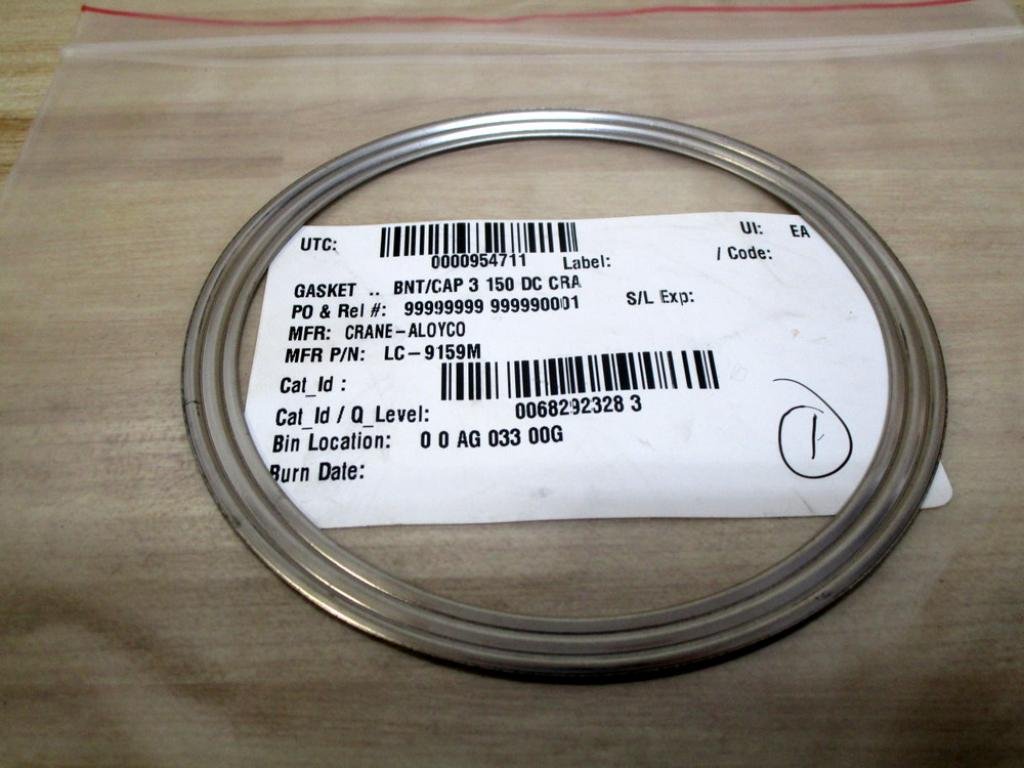 UTC: 0000954711 Label: / Code: UI: EA
GASKET .. BNT/CAP 3 150 DC CRA
PO & Rel #: 99999999 999990001 S/L Exp:
MFR: CRANE-ALOYCO
MFR P/N: LC-9159M
Cat_Id :
Cat_Id / Q_Level: 0068292328 3
Bin Location: 0 0 AG 033 00G
Burn Date:
1